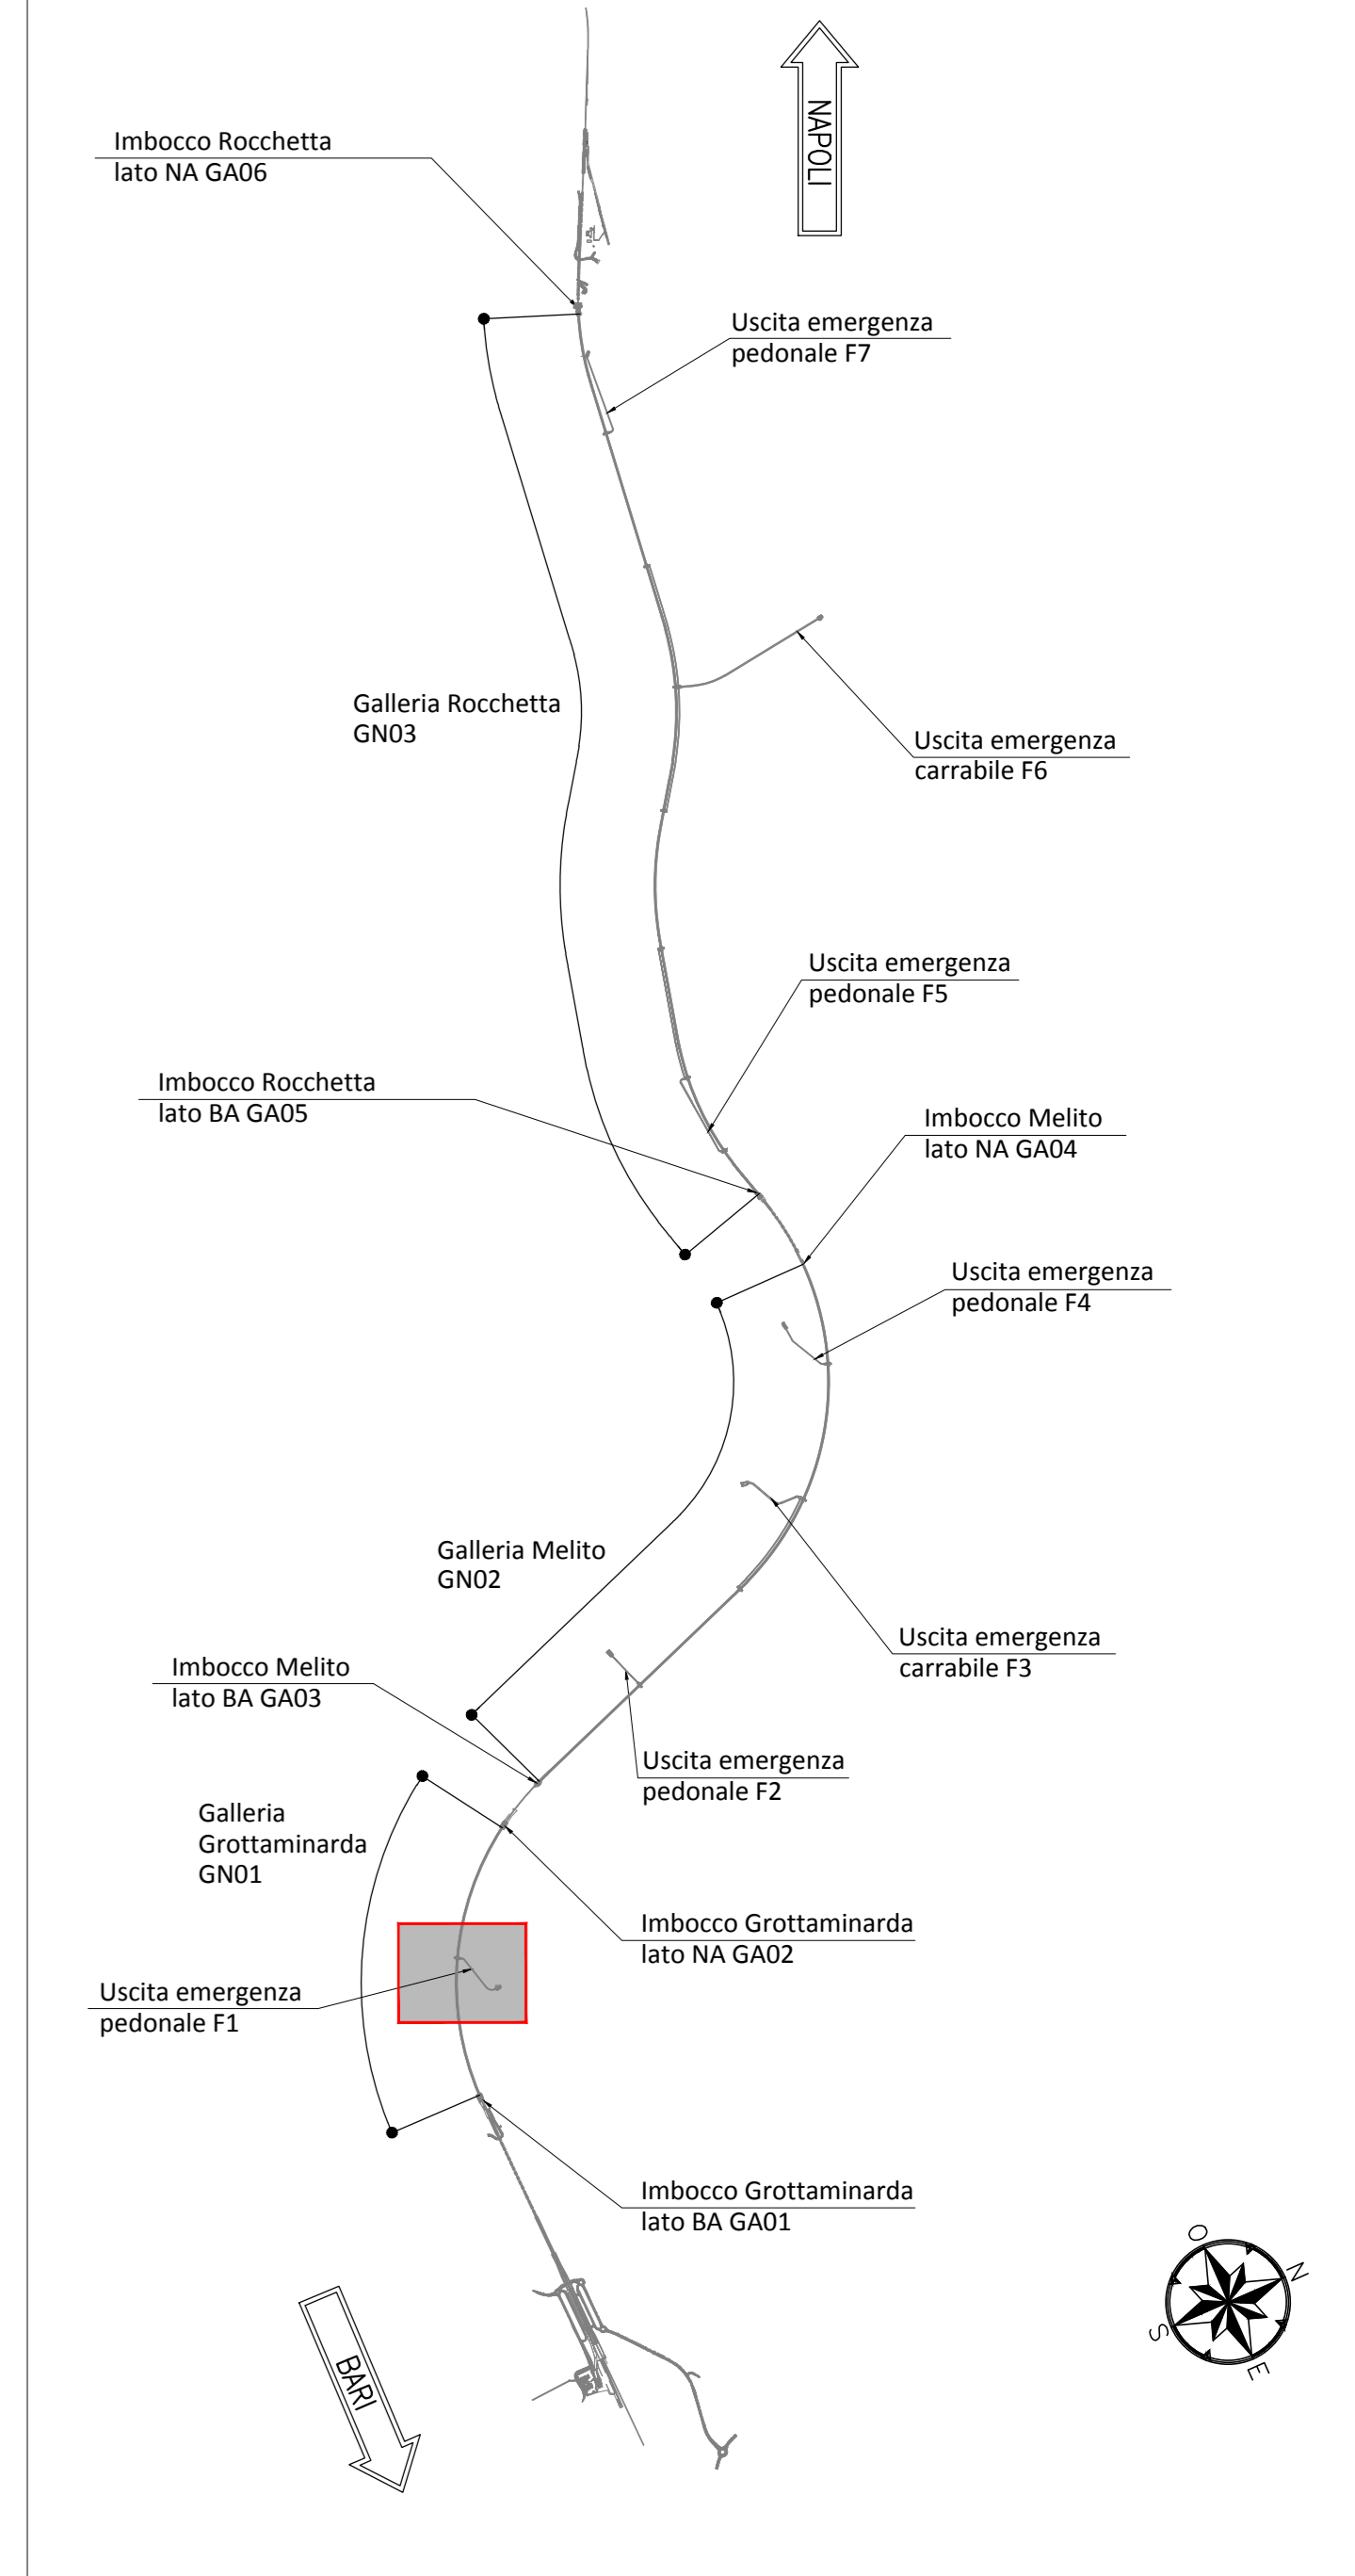 NAPOLI
Imbocco Rocchetta
lato NA GA06
Uscita emergenza
pedonale F7
Galleria Rocchetta
GN03
Uscita emergenza
carrabile F6
Uscita emergenza
pedonale F5
Imbocco Rocchetta
lato BA GA05
Imbocco Melito
lato NA GA04
Uscita emergenza
pedonale F4
Galleria Melito
GN02
Uscita emergenza
carrabile F3
Imbocco Melito
lato BA GA03
Uscita emergenza
pedonale F2
Galleria
Grottaminarda
GN01
Imbocco Grottaminarda
lato NA GA02
Uscita emergenza
pedonale F1
Imbocco Grottaminarda
lato BA GA01
BARI
O
N
S
E